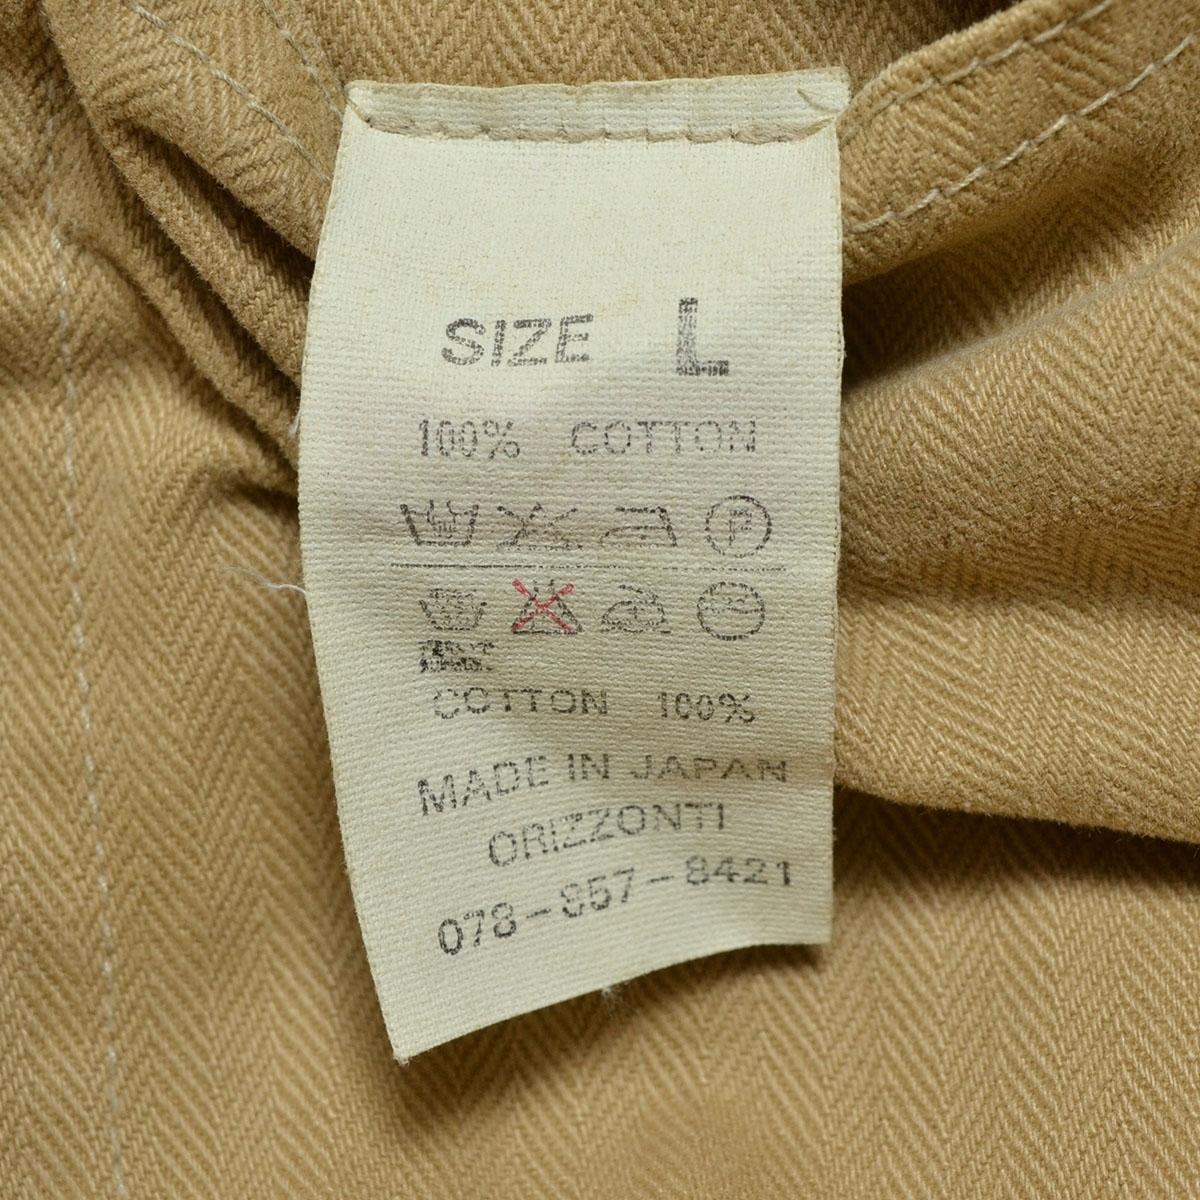 SIZE L
100% COTTON
P
COTTON 100%
MADE IN JAPAN
ORIZZONTI
078-857-8421